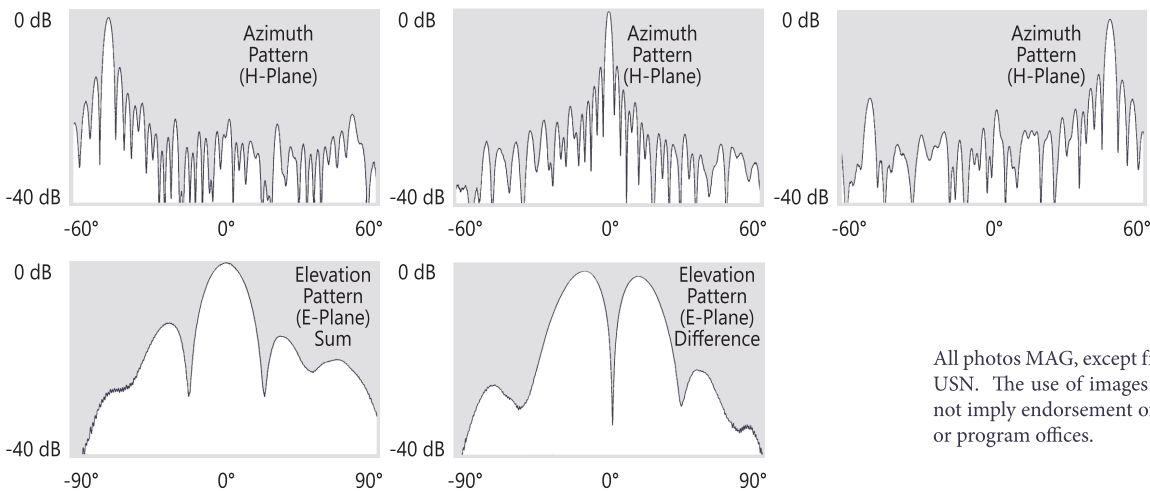 0 dB
Azimuth
Pattern
(H-Plane)
-40 dB
-60° 0° 60°
0 dB
Azimuth
Pattern
(H-Plane)
-40 dB
-60° 0° 60°
0 dB
Azimuth
Pattern
(H-Plane)
-40 dB
-60° 0° 60°
0 dB
Elevation
Pattern
(E-Plane)
Sum
-40 dB
-90° 0° 90°
0 dB
Elevation
Pattern
(E-Plane)
Difference
-40 dB
-90° 0° 90°
All photos MAG, except
USN. The use of images
not imply endorsement
or program offices.